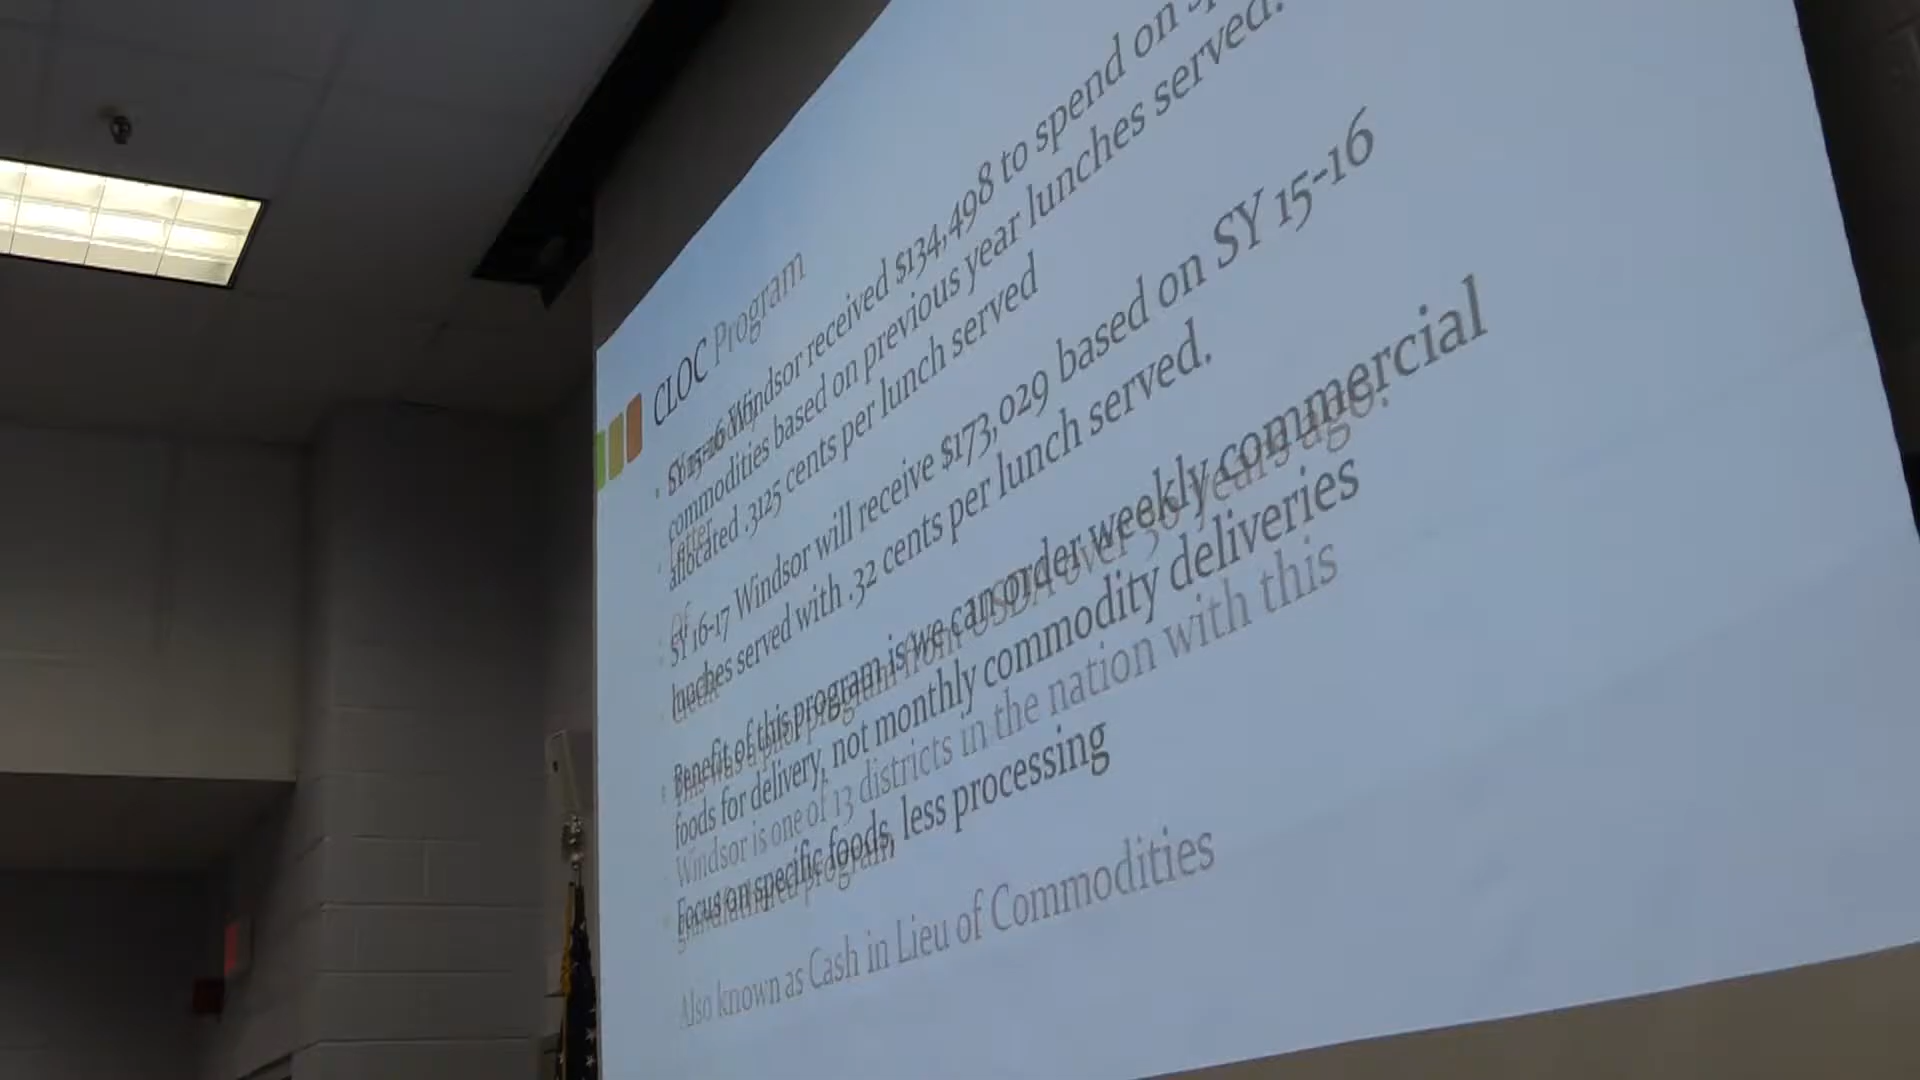 CLOC Program
SY 15-16 Windsor received $134,498 to spend on
commodities based on previous year lunches served.
allocated .3125 cents per lunch served
Letter
Of
SY 16-17 Windsor will receive $173,029 based on SY 15-16
lunches served with .32 cents per lunch served.
Benefit of this program is we can order weekly commercial
program from USDA over 30 years ago.
foods for delivery, not monthly commodity deliveries
Windsor is one of 13 districts in the nation with this
Focus on specific foods, less processing
program
Also known as Cash in Lieu of Commodities